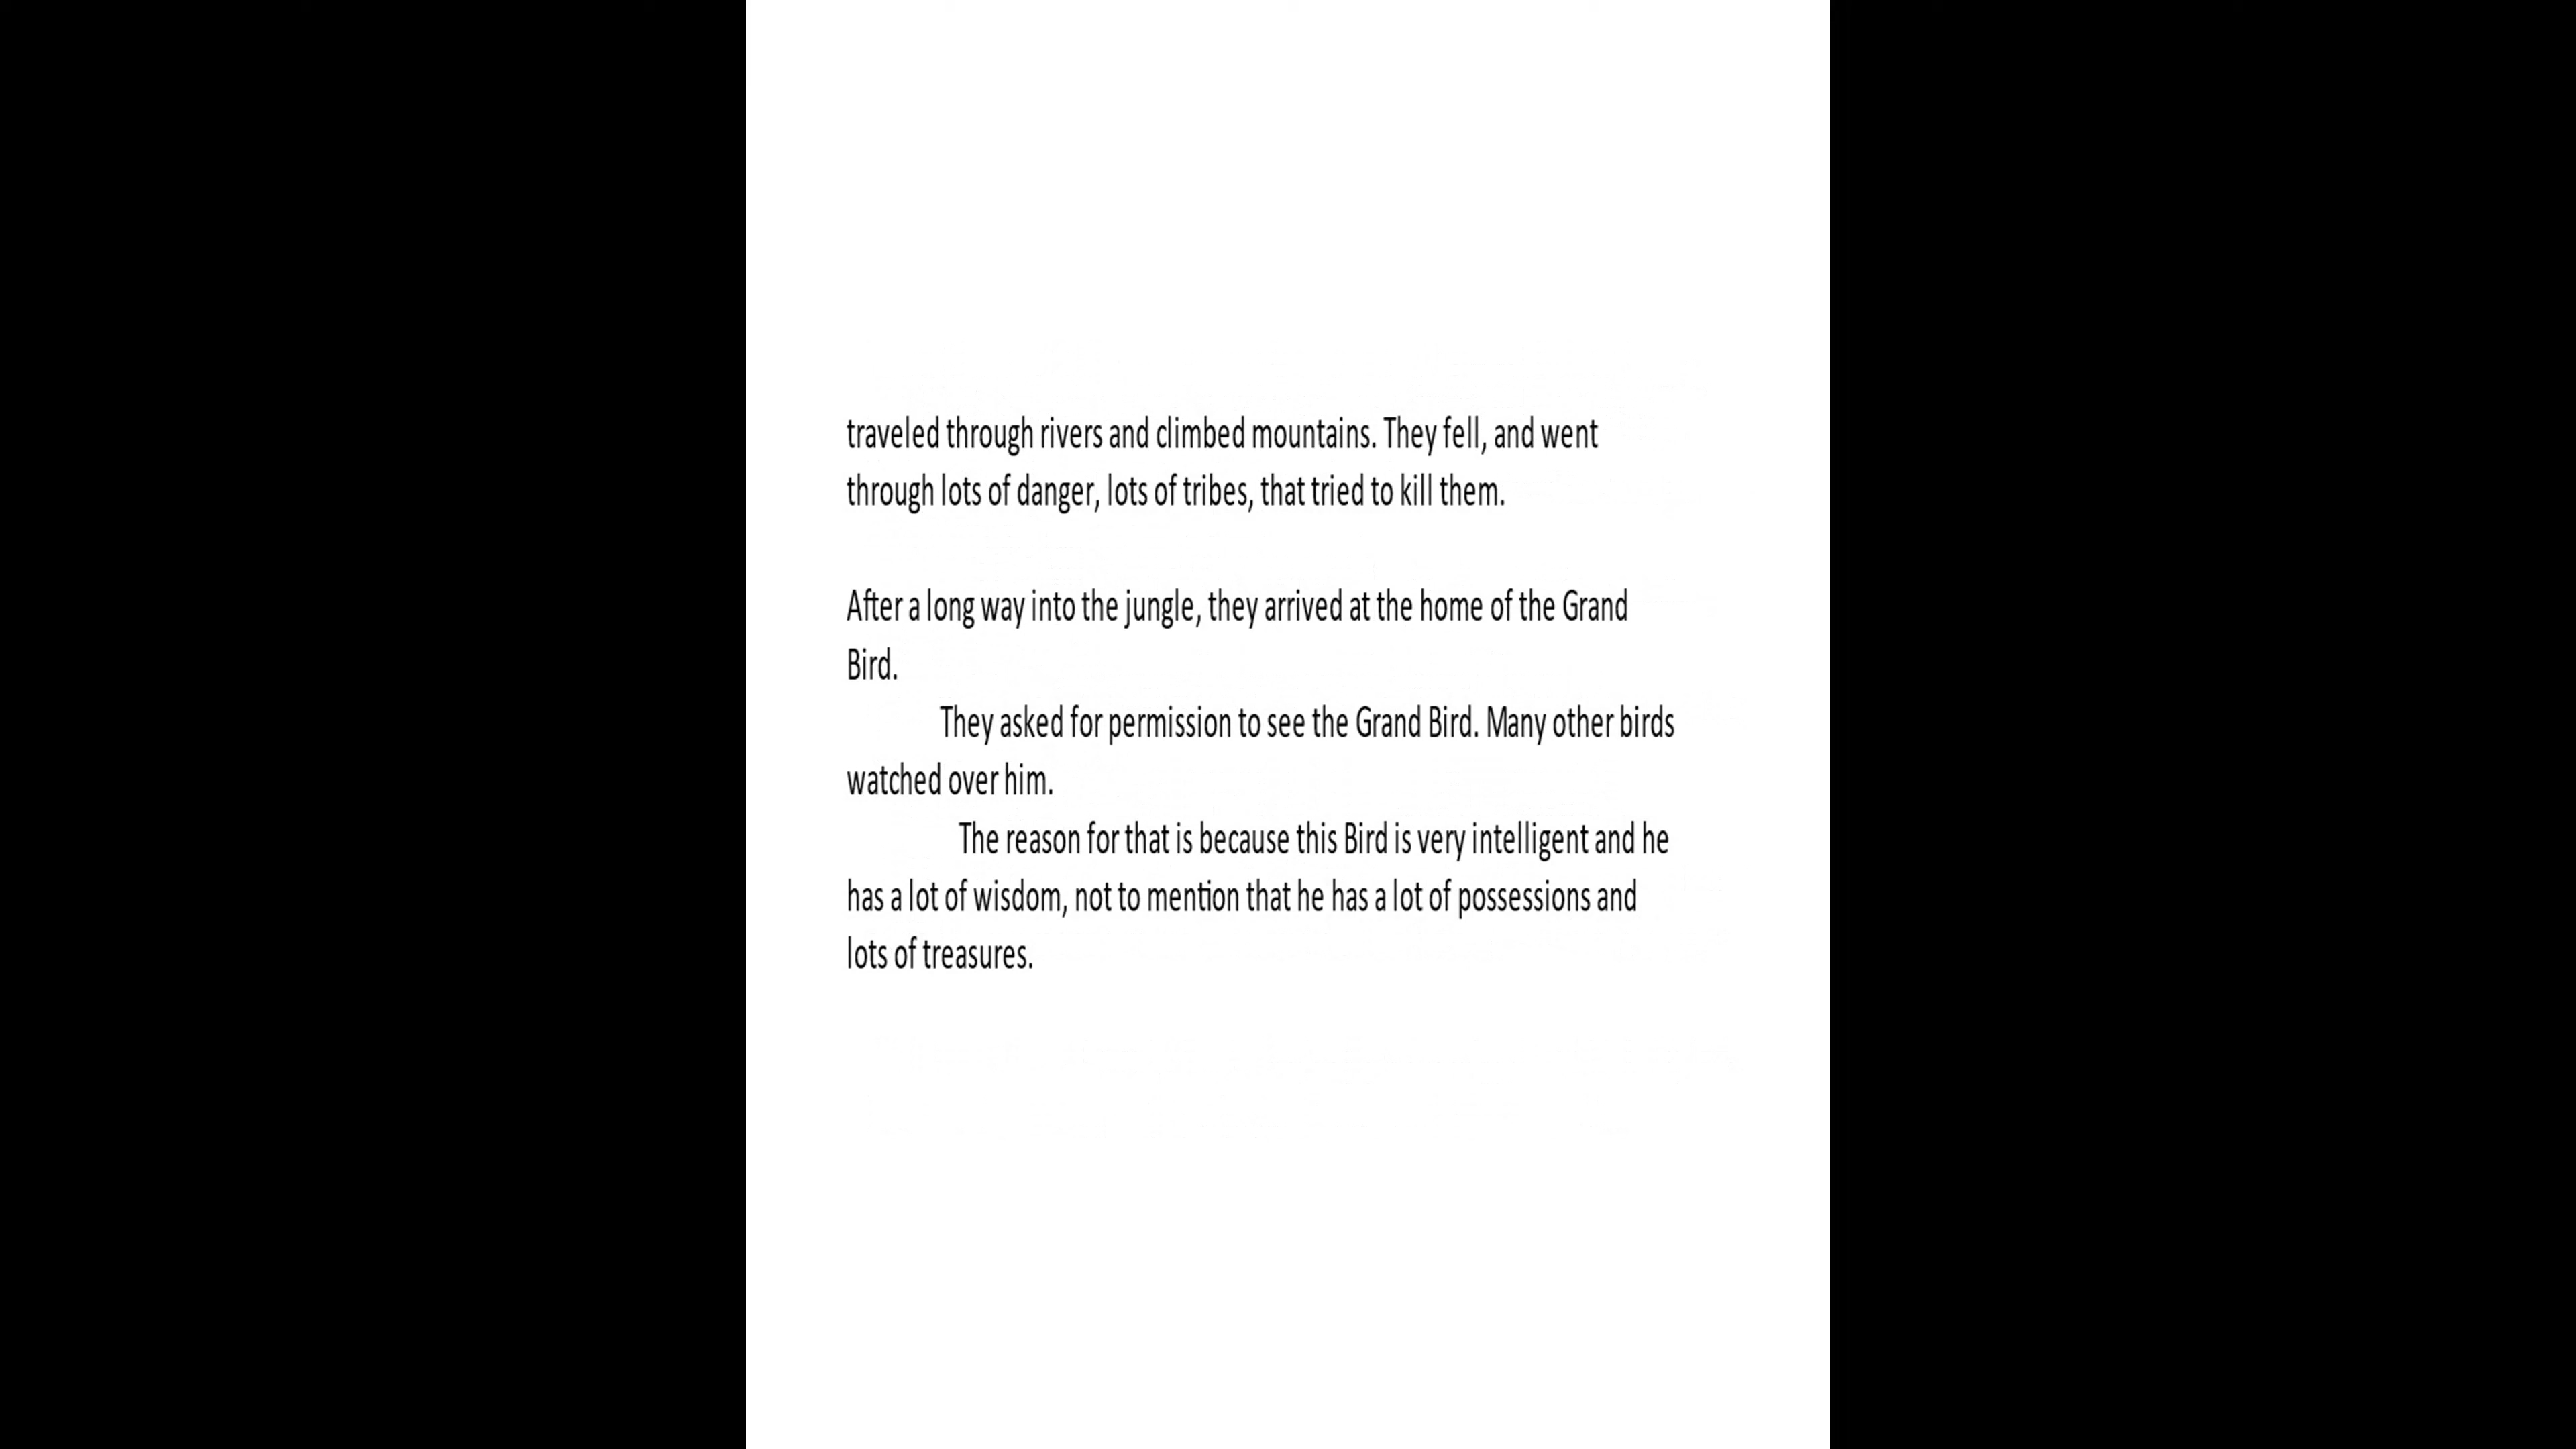 traveled through rivers and climbed mountains. They fell, and went
through lots of danger, lots of tribes, that tried to kill them.
After a long way into the jungle, they arrived at the home of the Grand
Bird.
They asked for permission to see the Grand Bird. Many other birds
watched over him.
The reason for that is because this Bird is very intelligent and he
has a lot of wisdom, not to mention that he has a lot of possessions and
lots of treasures.